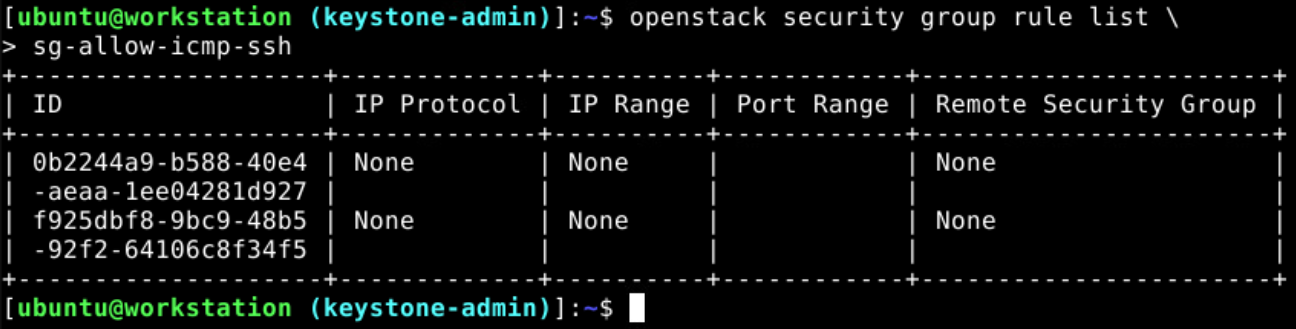 [ubuntu@workstation (keystone-admin)]:~$ openstack security group rule list \
> sg-allow-icmp-ssh
+---------------------+-------------+----------+------------+-----------------------+
| ID                  | IP Protocol | IP Range | Port Range | Remote Security Group |
+---------------------+-------------+----------+------------+-----------------------+
| 0b2244a9-b588-40e4  | None        | None     |            | None                  |
| -aeaa-1ee04281d927  |             |          |            |                       |
| f925dbf8-9bc9-48b5  | None        | None     |            | None                  |
| -92f2-64106c8f34f5  |             |          |            |                       |
+---------------------+-------------+----------+------------+-----------------------+
[ubuntu@workstation (keystone-admin)]:~$